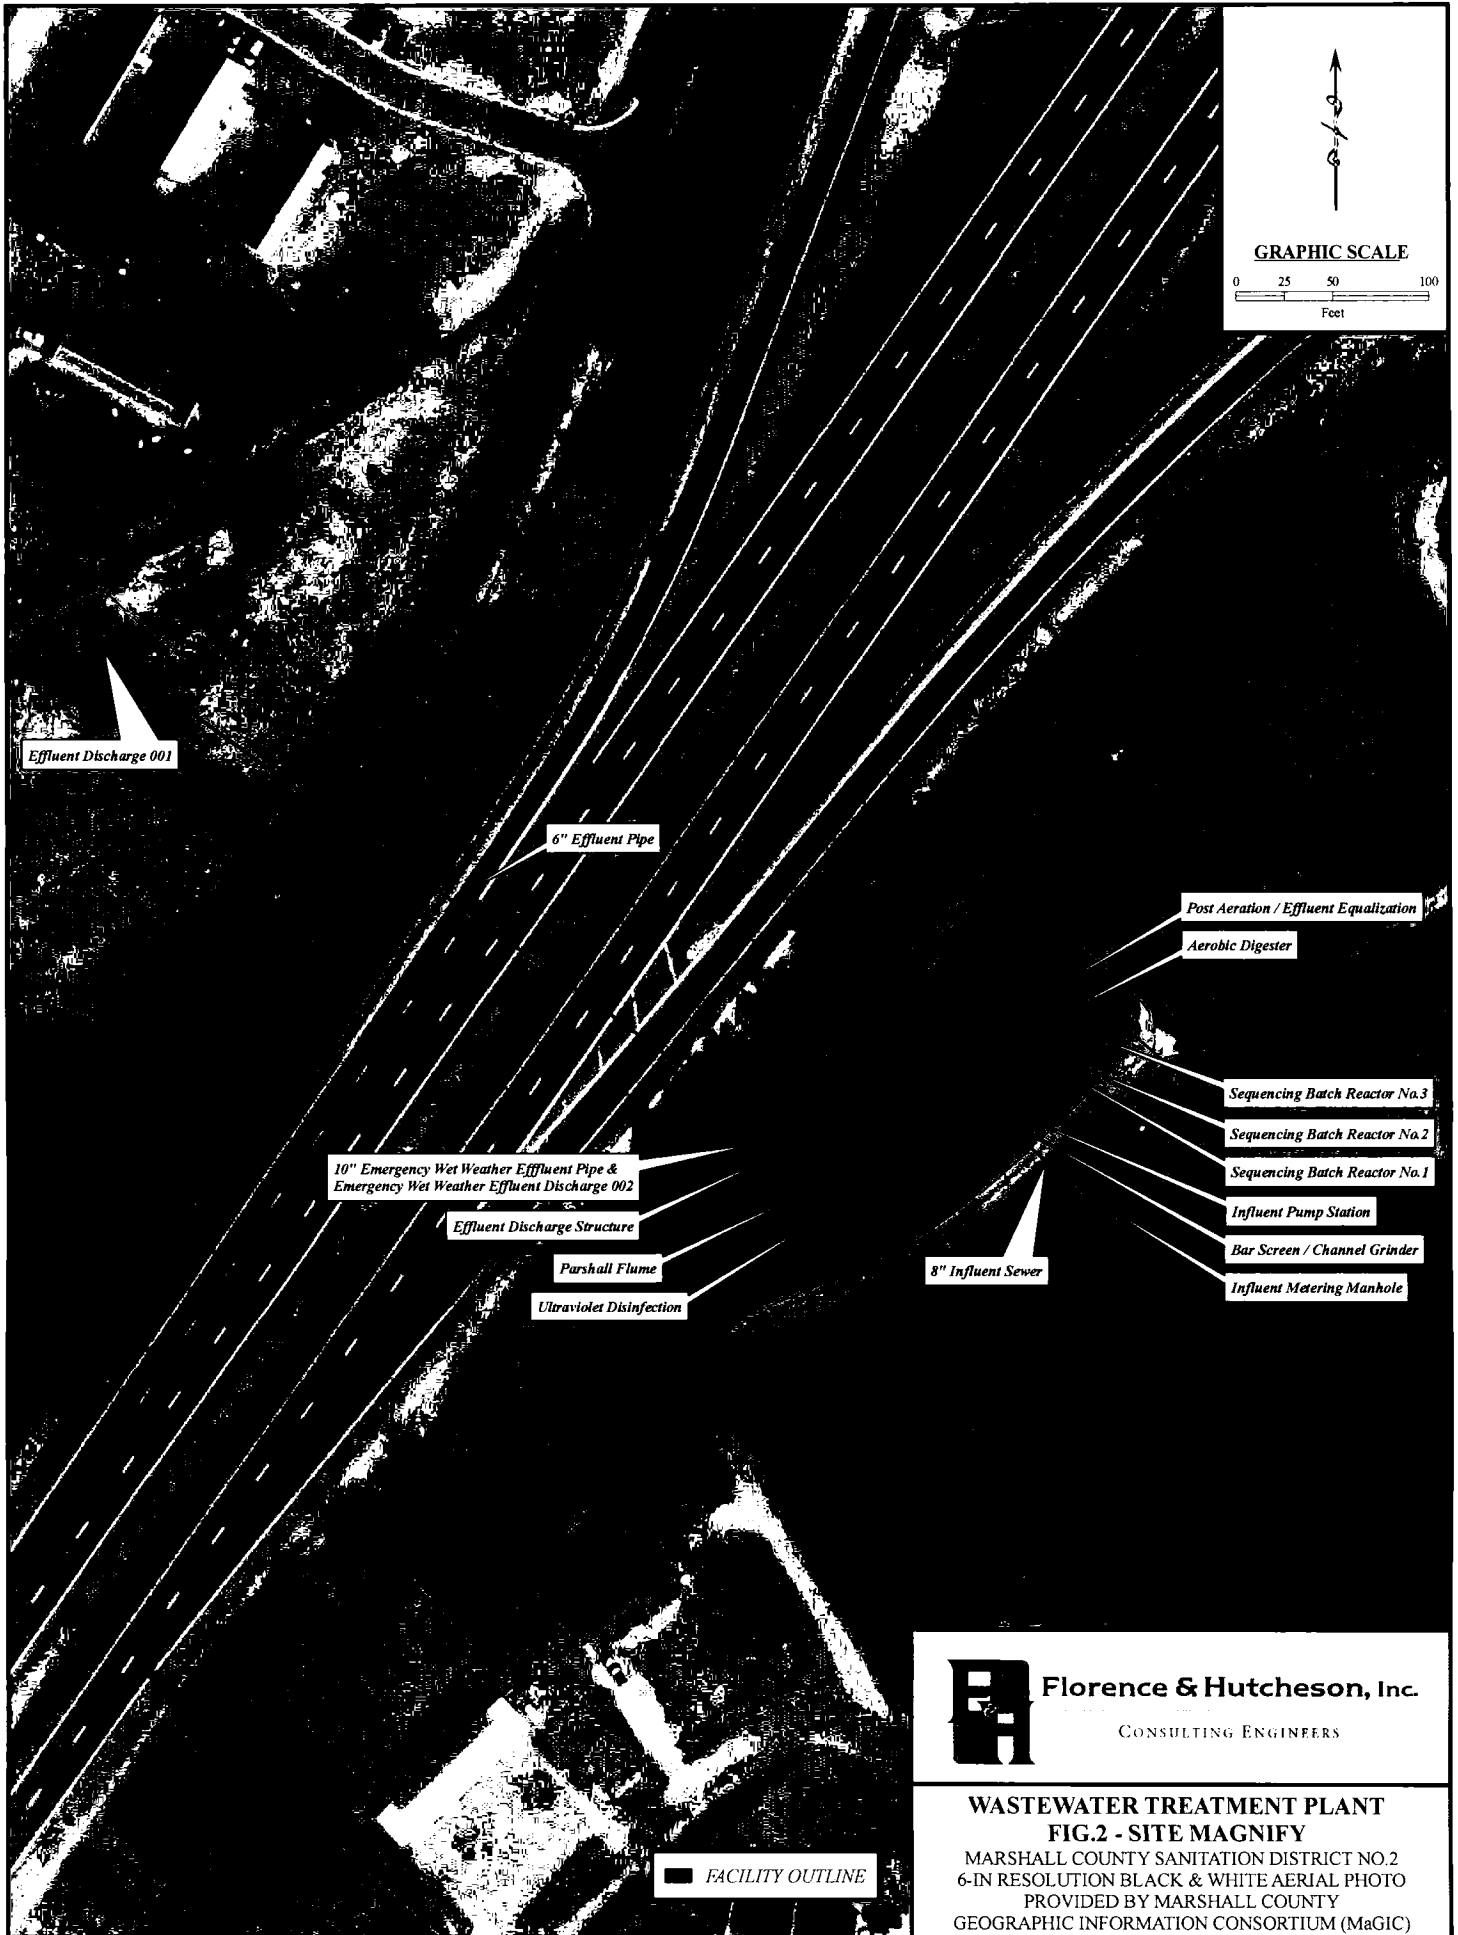 GRAPHIC SCALE
0 25 50 100
Feet
Effluent Discharge 001
6" Effluent Pipe
Post Aeration / Effluent Equalization
Aerobic Digester
Sequencing Batch Reactor No.3
Sequencing Batch Reactor No.2
Sequencing Batch Reactor No.1
Influent Pump Station
Bar Screen / Channel Grinder
Influent Metering Manhole
10" Emergency Wet Weather Efffluent Pipe &
Emergency Wet Weather Effluent Discharge 002
Effluent Discharge Structure
Parshall Flume
Ultraviolet Disinfection
8" Influent Sewer
FACILITY OUTLINE
F&H
Florence & Hutcheson, Inc.
CONSULTING ENGINEERS
WASTEWATER TREATMENT PLANT
FIG.2 - SITE MAGNIFY
MARSHALL COUNTY SANITATION DISTRICT NO.2
6-IN RESOLUTION BLACK & WHITE AERIAL PHOTO
PROVIDED BY MARSHALL COUNTY
GEOGRAPHIC INFORMATION CONSORTIUM (MaGIC)